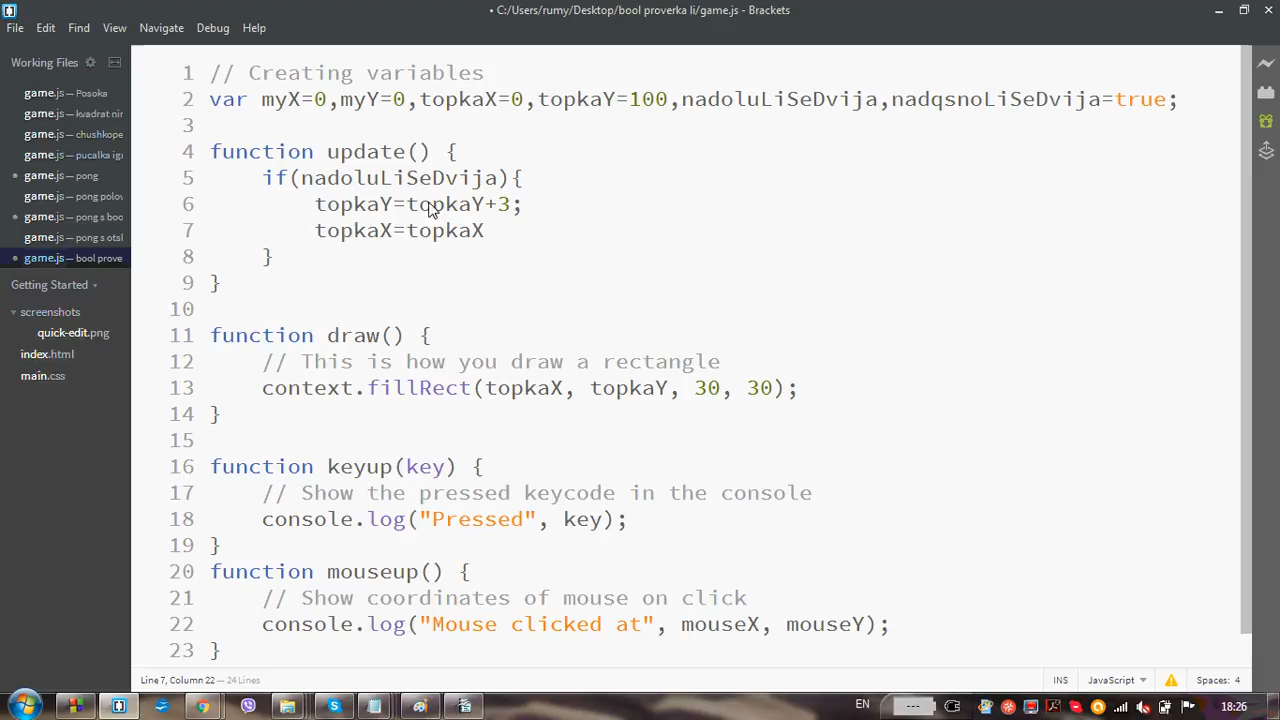 • C:/Users/rumy/Desktop/bool proverka li/game.js - Brackets
File Edit Find View Navigate Debug Help
Working Files
game.js — Posoka
game.js — kvadrat nir
game.js — chushkope
game.js — pucalka igr
game.js — pong
game.js — pong polov
game.js — pong s boo
game.js — pong s otsl
game.js — bool prove
Getting Started
screenshots
quick-edit.png
index.html
main.css
1 // Creating variables
2 var myX=0,myY=0,topkaX=0,topkaY=100,nadoluLiSeDvija,nadqsnoLiSeDvija=true;
3
4 function update() {
5 if(nadoluLiSeDvija){
6 topkaY=topkaY+3;
7 topkaX=topkaX
8 }
9 }
10
11 function draw() {
12 // This is how you draw a rectangle
13 context.fillRect(topkaX, topkaY, 30, 30);
14 }
15
16 function keyup(key) {
17 // Show the pressed keycode in the console
18 console.log("Pressed", key);
19 }
20 function mouseup() {
21 // Show coordinates of mouse on click
22 console.log("Mouse clicked at", mouseX, mouseY);
23 }
Line 7, Column 22 — 24 Lines
INS JavaScript Spaces: 4
EN 18:26